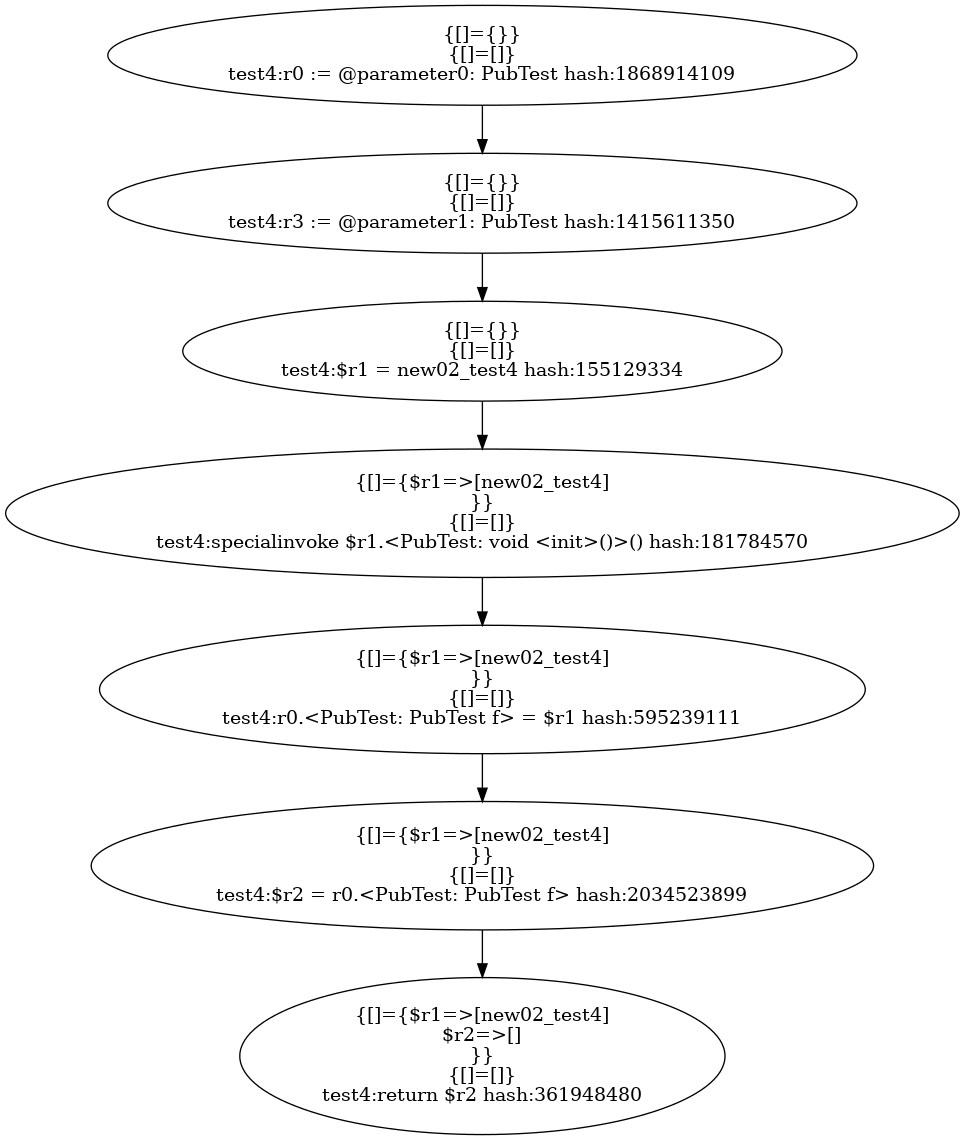 {[]={}}
{[]=[]}
test4:r0 := @parameter0: PubTest hash:1868914109
{[]={}}
{[]=[]}
test4:r3 := @parameter1: PubTest hash:1415611350
{[]={}}
{[]=[]}
test4:$r1 = new02_test4 hash:155129334
{[]={$r1=>[new02_test4]
}}
{[]=[]}
test4:specialinvoke $r1.<PubTest: void <init>()>() hash:181784570
{[]={$r1=>[new02_test4]
}}
{[]=[]}
test4:r0.<PubTest: PubTest f> = $r1 hash:595239111
{[]={$r1=>[new02_test4]
}}
{[]=[]}
test4:$r2 = r0.<PubTest: PubTest f> hash:2034523899
{[]={$r1=>[new02_test4]
$r2=>[]
}}
{[]=[]}
test4:return $r2 hash:361948480